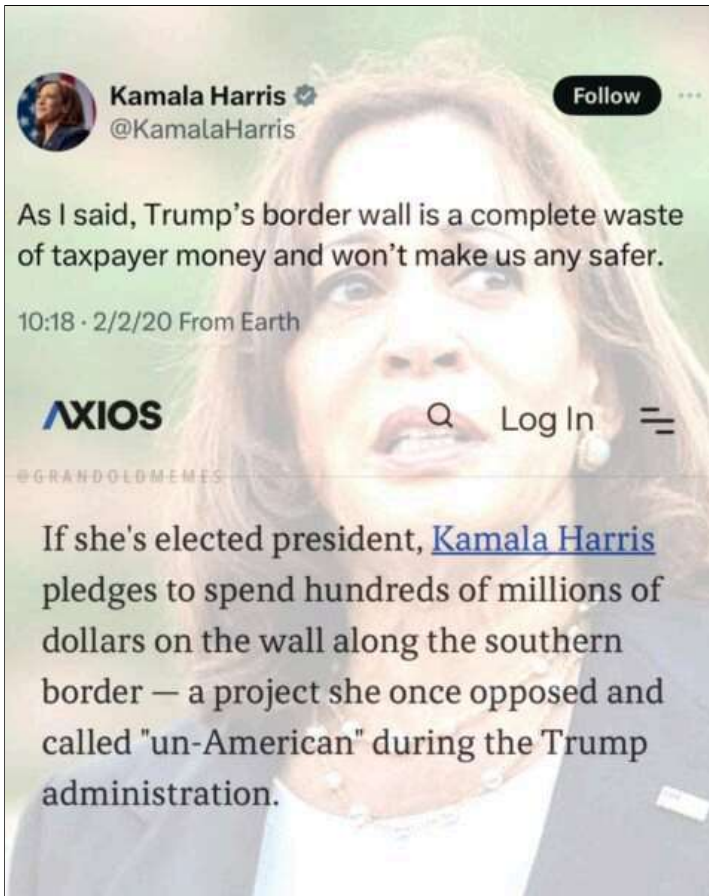 Kamala Harris
Follow
@KamalaHarris
As I said, Trump’s border wall is a complete waste
of taxpayer money and won’t make us any safer.
10:18 · 2/2/20 From Earth
AXIOS
Log In
@GRANDOLDMEMES
If she's elected president, Kamala Harris
pledges to spend hundreds of millions of
dollars on the wall along the southern
border — a project she once opposed and
called "un-American" during the Trump
administration.